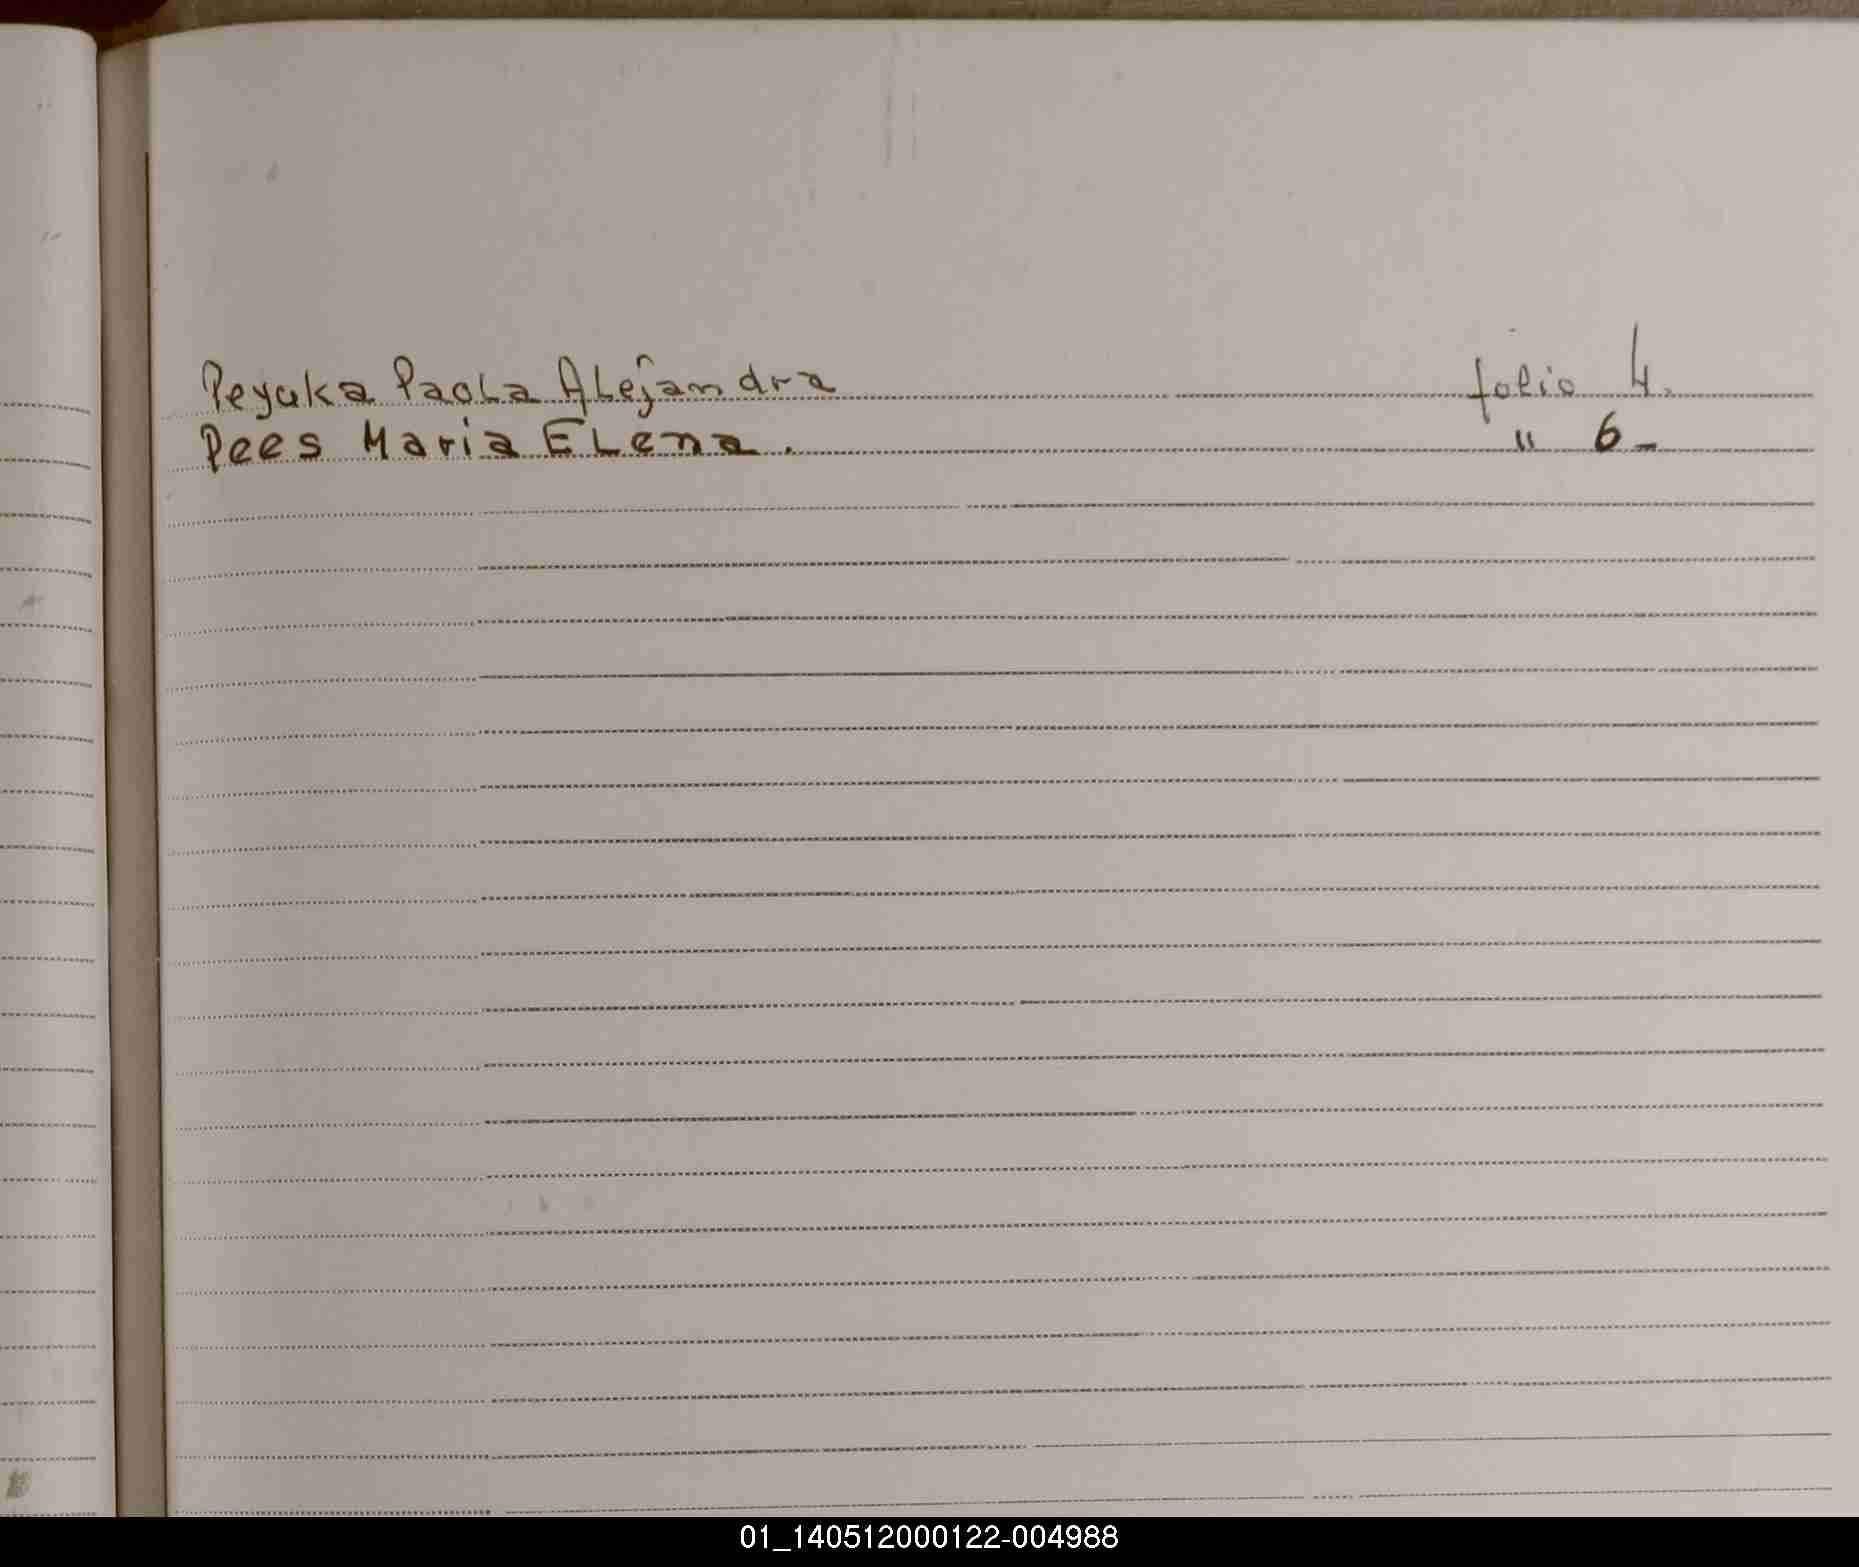 Peyuka Paola Alejandra folio 4.
Pees Maria Elena. " 6-
01_140512000122-004988